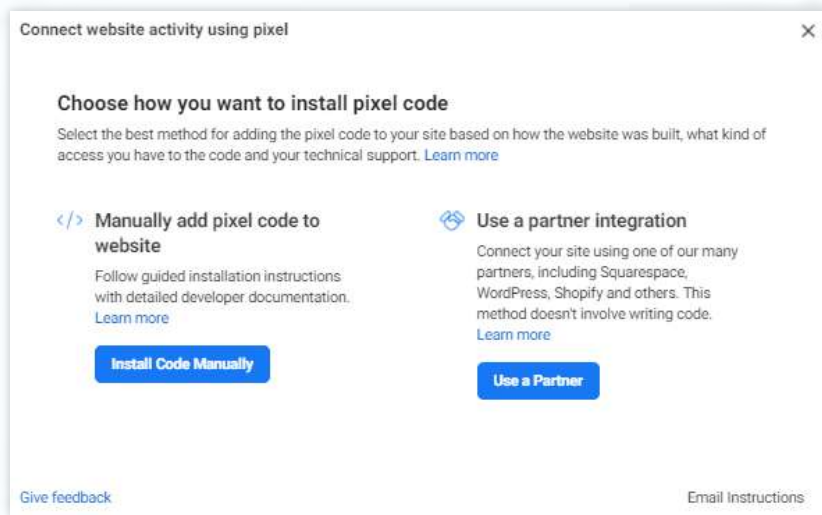 Connect website activity using pixel
Choose how you want to install pixel code
Select the best method for adding the pixel code to your site based on how the website was built, what kind of
access you have to the code and your technical support. Learn more
Manually add pixel code to
website
Follow guided installation instructions
with detailed developer documentation.
Learn more
Install Code Manually
Use a partner integration
Connect your site using one of our many
partners, including Squarespace,
WordPress, Shopify and others. This
method doesn't involve writing code.
Learn more
Use a Partner
Give feedback
Email Instructions